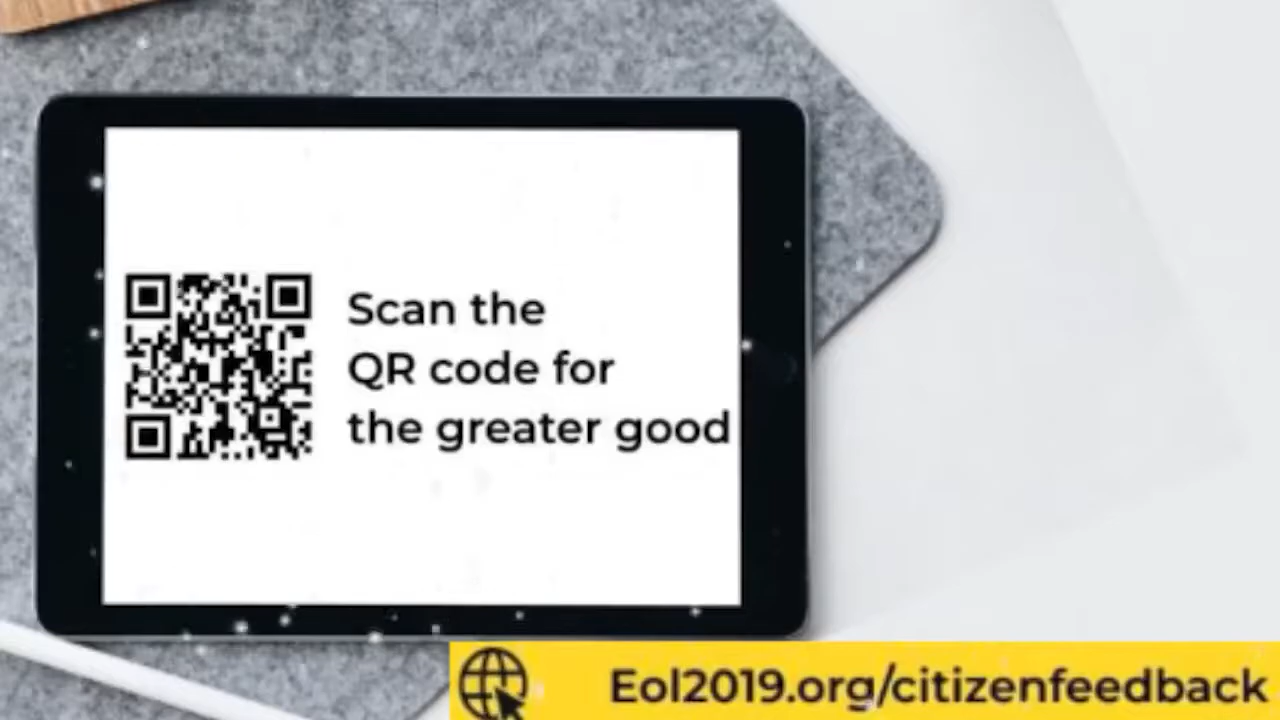 Scan the
QR code for
the greater good
Eol2019.org/citizenfeedback